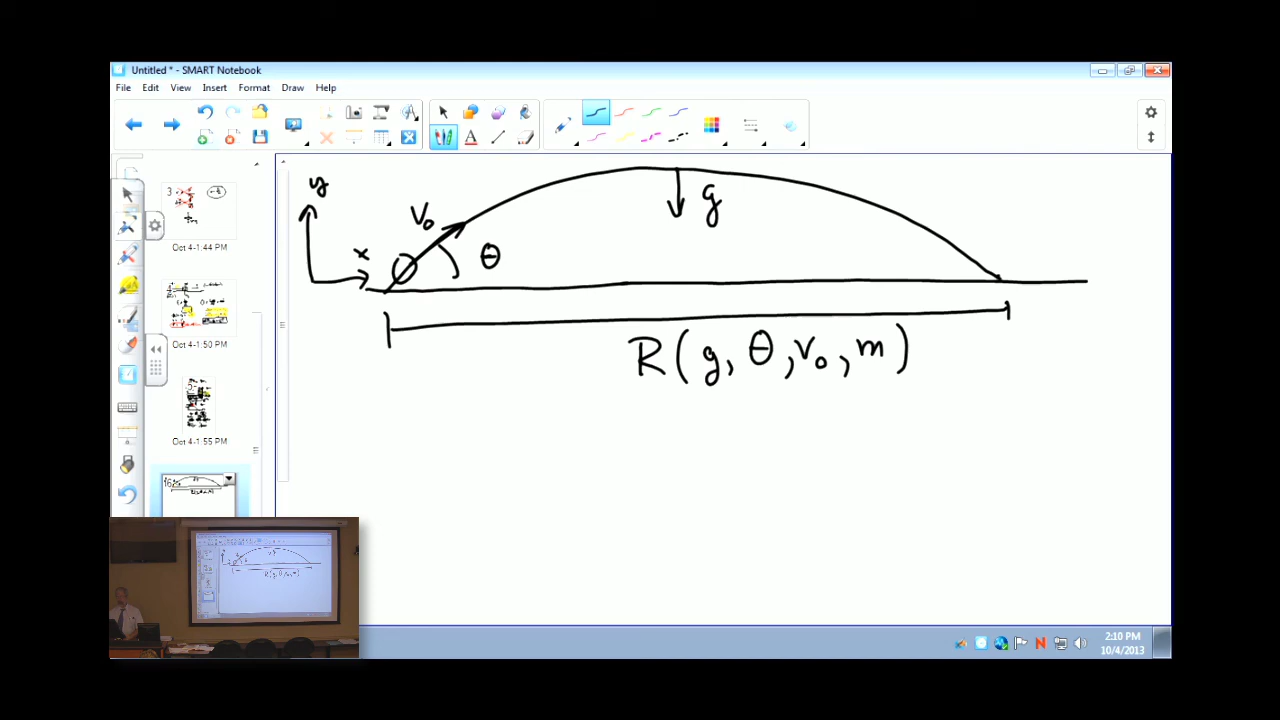 Untitled * - SMART Notebook
File Edit View Insert Format Draw Help
Oct 4-1:44 PM
Oct 4-1:50 PM
Oct 4-1:55 PM
y
x
v₀
θ
g
R(g, θ, v₀, m)
2:10 PM
10/4/2013